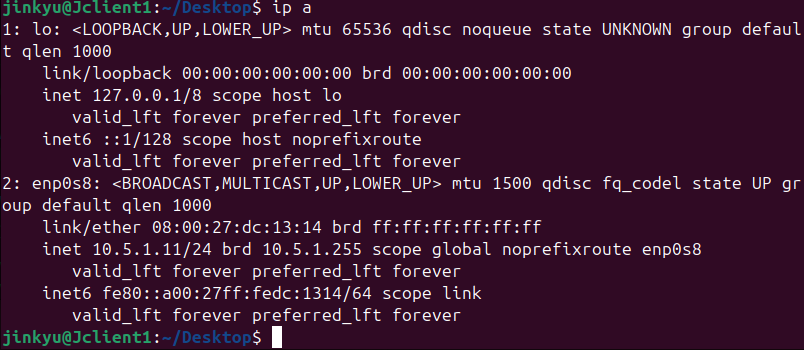 jinkyu@Jclient1:~/Desktop$ ip a
1: lo: <LOOPBACK,UP,LOWER_UP> mtu 65536 qdisc noqueue state UNKNOWN group defaul
t qlen 1000
    link/loopback 00:00:00:00:00:00 brd 00:00:00:00:00:00
    inet 127.0.0.1/8 scope host lo
       valid_lft forever preferred_lft forever
    inet6 ::1/128 scope host noprefixroute
       valid_lft forever preferred_lft forever
2: enp0s8: <BROADCAST,MULTICAST,UP,LOWER_UP> mtu 1500 qdisc fq_codel state UP gr
oup default qlen 1000
    link/ether 08:00:27:dc:13:14 brd ff:ff:ff:ff:ff:ff
    inet 10.5.1.11/24 brd 10.5.1.255 scope global noprefixroute enp0s8
       valid_lft forever preferred_lft forever
    inet6 fe80::a00:27ff:fedc:1314/64 scope link
       valid_lft forever preferred_lft forever
jinkyu@Jclient1:~/Desktop$